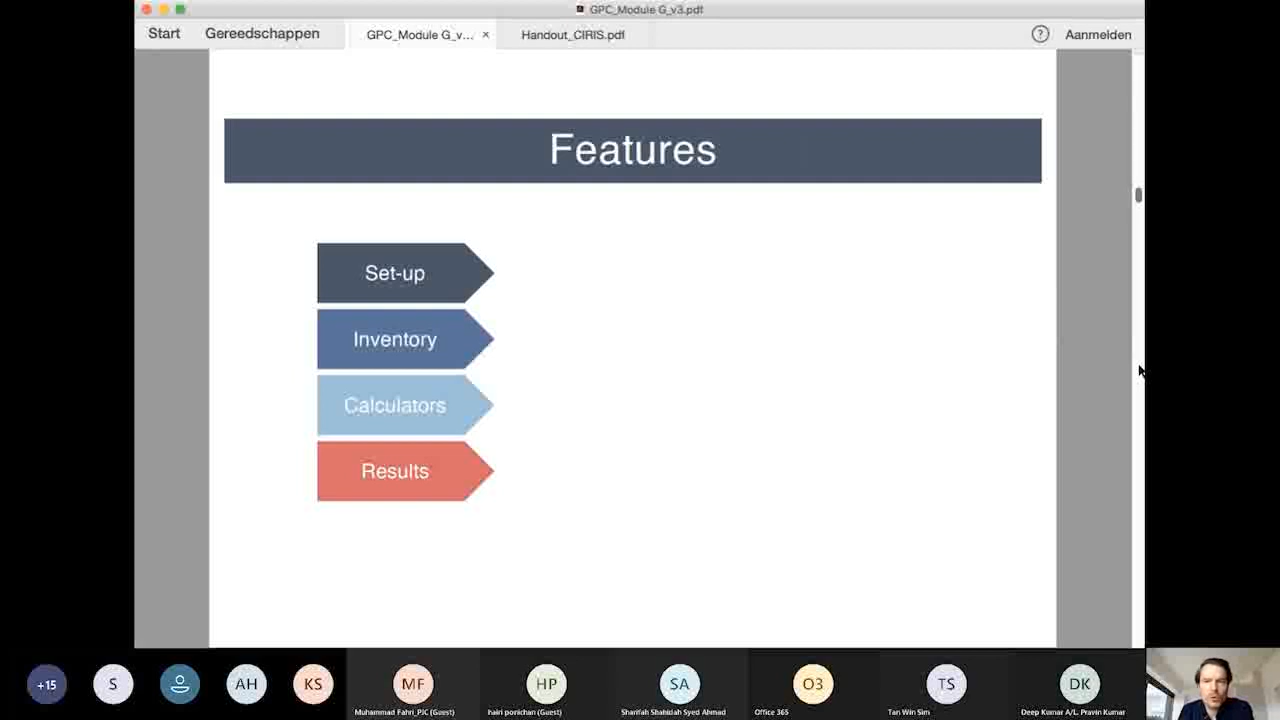 GPC_Module G_v3.pdf
Start
Gereedschappen
GPC_Module G_v...
×
Handout_CIRIS.pdf
?
Aanmelden
Features
Set-up
Inventory
Calculators
Results
+15
S
AH
KS
MF
HP
SA
O3
TS
DK
Muhammad Fahri_PJC (Guest)
hairi ponichan (Guest)
Sharifah Shahidah Syed Ahmad
Office 365
Tan Win Sim
Deep Kumar A/L. Pravin Kumar